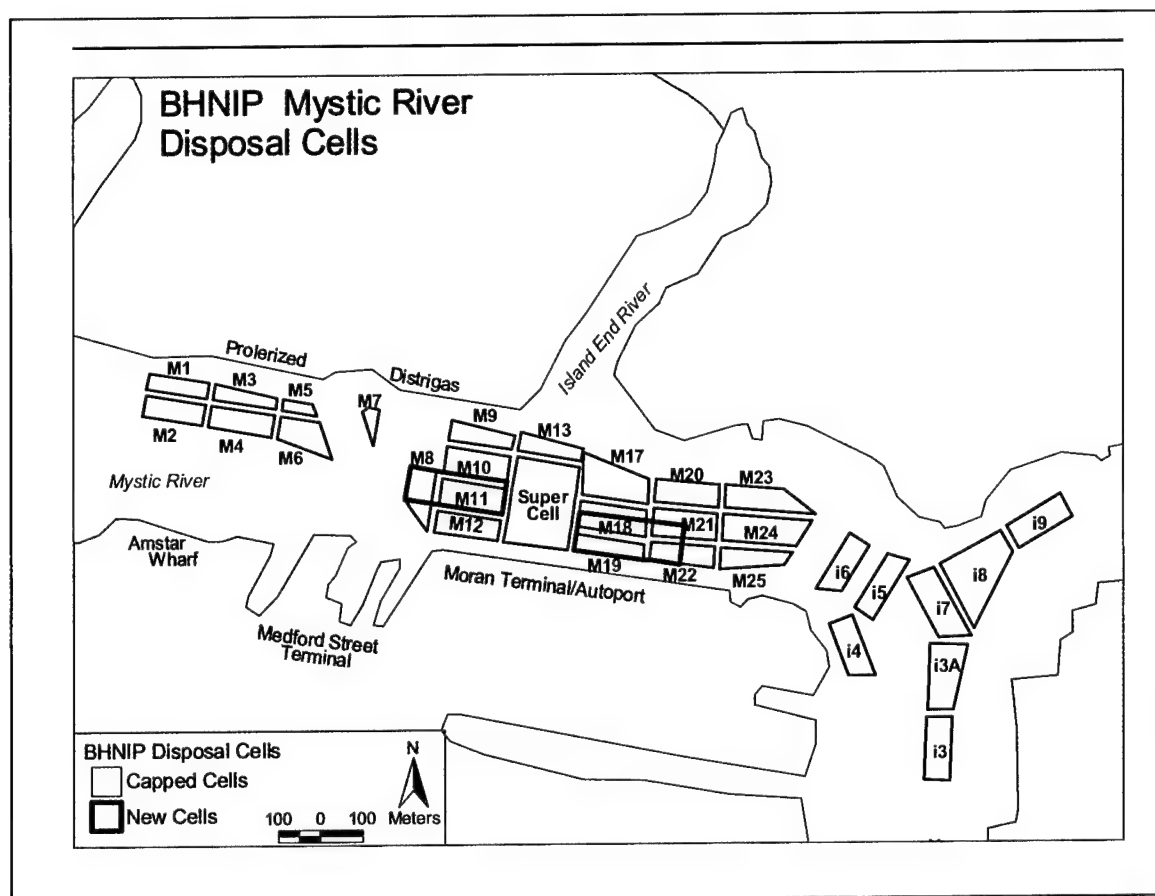 BHNIP Mystic River
Disposal Cells
Island End River
Prolerized
Distrigas
M1
M3
M5
M7
M9
M13
M2
M4
M6
M8
M10
M17
M20
M23
Mystic River
M11
Super
Cell
M18
M21
M24
M12
M19
M22
M25
Amstar
Wharf
Moran Terminal/Autoport
Medford Street
Terminal
i9
i6
i5
i8
i7
i4
i3A
i3
BHNIP Disposal Cells
Capped Cells
New Cells
N
100 0 100
Meters